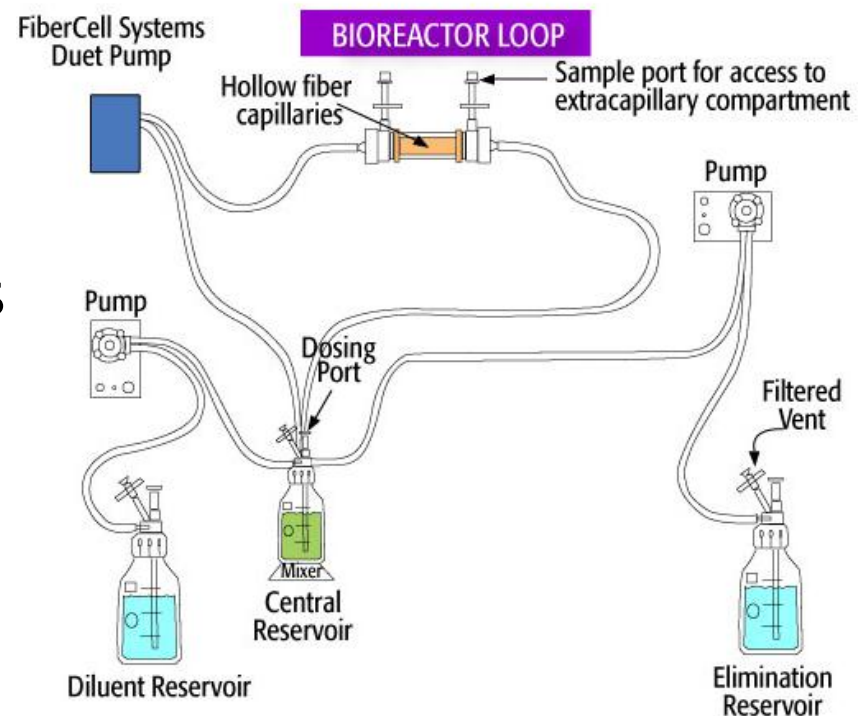 FiberCell Systems
Duet Pump
BIOREACTOR LOOP
Hollow fiber
capillaries
Sample port for access to
extracapillary compartment
Pump
s
Pump
Dosing
Port
Filtered
Vent
Mixer
Central
Reservoir
Diluent Reservoir
Elimination
Reservoir